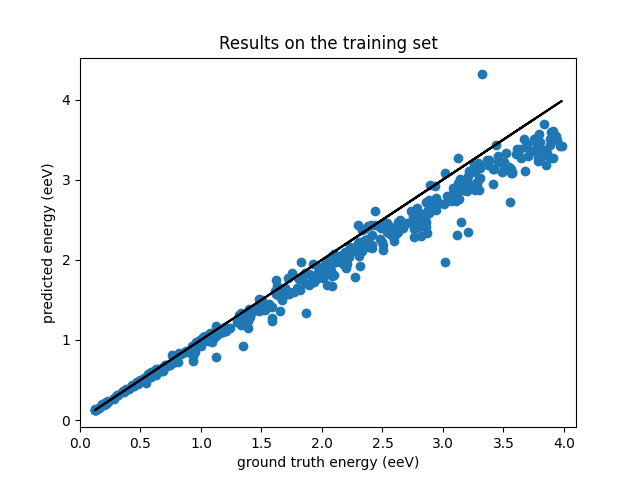 Results on the training set
predicted energy (eeV)
4
3
2
1
0
0.0 0.5 1.0 1.5 2.0 2.5 3.0 3.5 4.0
ground truth energy (eeV)